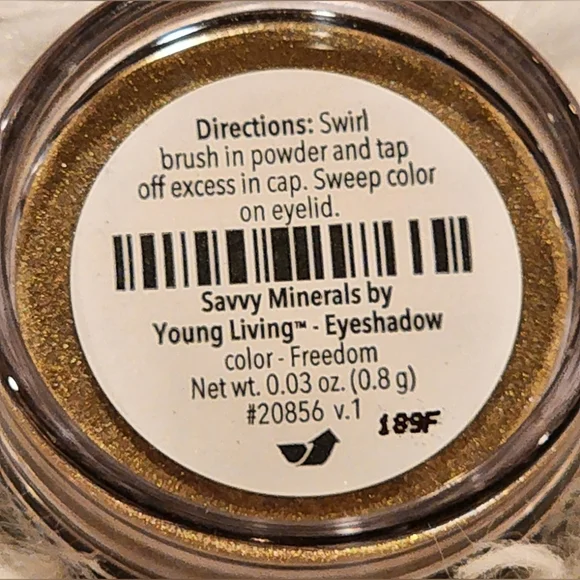 Directions: Swirl
brush in powder and tap
off excess in cap. Sweep color
on eyelid.
Savvy Minerals by
Young Living™ - Eyeshadow
color - Freedom
Net wt. 0.03 oz. (0.8 g)
#20856 v.1
189F